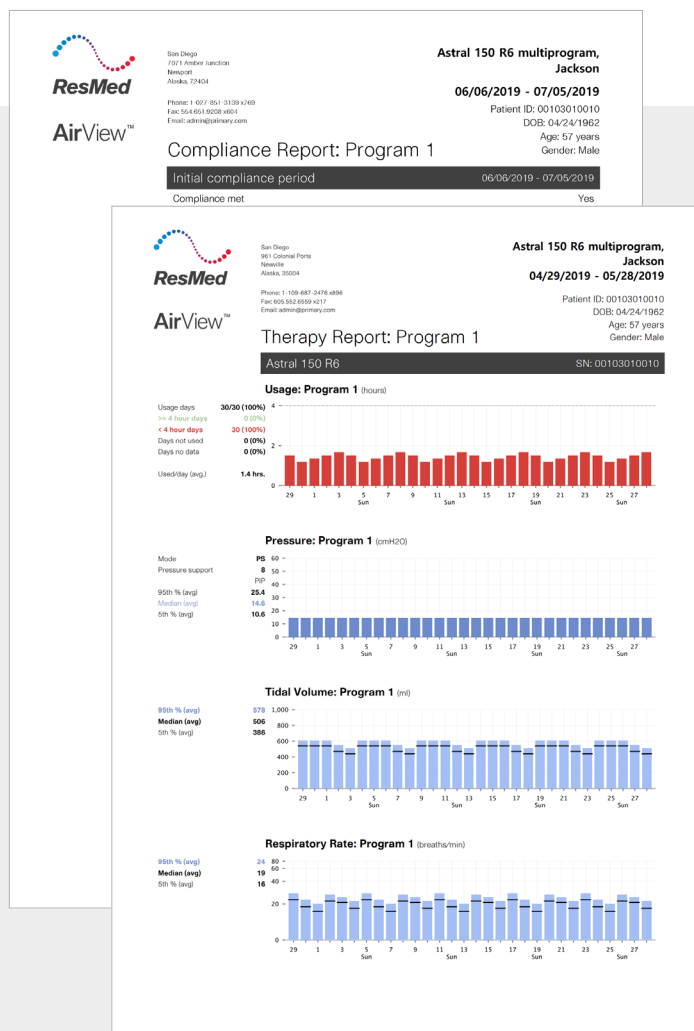 ResMed
AirView™
San Diego
7071 Amber Junction
Newport
Alaska, 72404
Phone: 1-027-851-3139 x769
Fax: 554.651.9208 x604
Email: admin@primary.com
Astral 150 R6 multiprogram,
Jackson
06/06/2019 - 07/05/2019
Patient ID: 00103010010
DOB: 04/24/1962
Age: 57 years
Gender: Male
Compliance Report: Program 1
Initial compliance period 06/06/2019 - 07/05/2019
Compliance met Yes
ResMed
AirView™
San Diego
961 Colonial Ports
Newville
Alaska, 35004
Phone: 1-109-687-2476 x896
Fax: 605.552.6559 x217
Email: admin@primary.com
Astral 150 R6 multiprogram,
Jackson
04/29/2019 - 05/28/2019
Patient ID: 00103010010
DOB: 04/24/1962
Age: 57 years
Gender: Male
Therapy Report: Program 1
Astral 150 R6 SN: 00103010010
Usage: Program 1 (hours)
Usage days 30/30 (100%)
>= 4 hour days 0 (0%)
< 4 hour days 30 (100%)
Days not used 0 (0%)
Days no data 0 (0%)
Used/day (avg.) 1.4 hrs.
4
2
0
29 1 3 5 7 9 11 13 15 17 19 21 23 25 27
Sun Sun Sun Sun
Pressure: Program 1 (cmH2O)
Mode PS
Pressure support 8
PIP
95th % (avg) 25.4
Median (avg) 14.6
5th % (avg) 10.6
60
50
40
30
20
10
0
29 1 3 5 7 9 11 13 15 17 19 21 23 25 27
Sun Sun Sun Sun
Tidal Volume: Program 1 (ml)
95th % (avg) 578
Median (avg) 506
5th % (avg) 386
1,000
800
600
400
200
0
29 1 3 5 7 9 11 13 15 17 19 21 23 25 27
Sun Sun Sun Sun
Respiratory Rate: Program 1 (breaths/min)
95th % (avg) 24
Median (avg) 19
5th % (avg) 16
80
60
40
20
0
29 1 3 5 7 9 11 13 15 17 19 21 23 25 27
Sun Sun Sun Sun